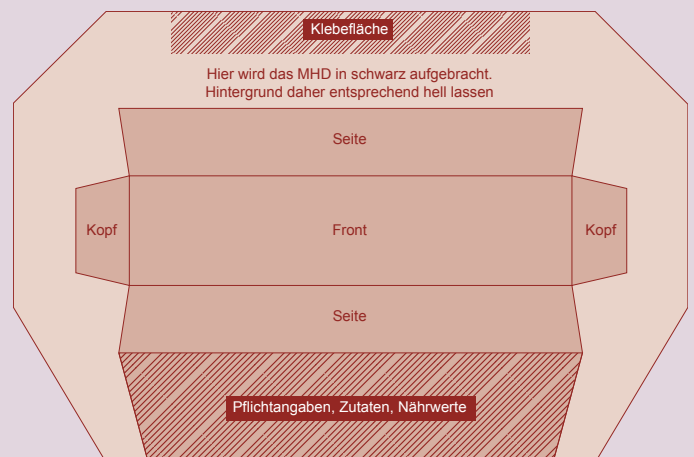 Klebefläche
Hier wird das MHD in schwarz aufgebracht.
Hintergrund daher entsprechend hell lassen
Seite
Kopf
Front
Kopf
Seite
Pflichtangaben, Zutaten, Nährwerte